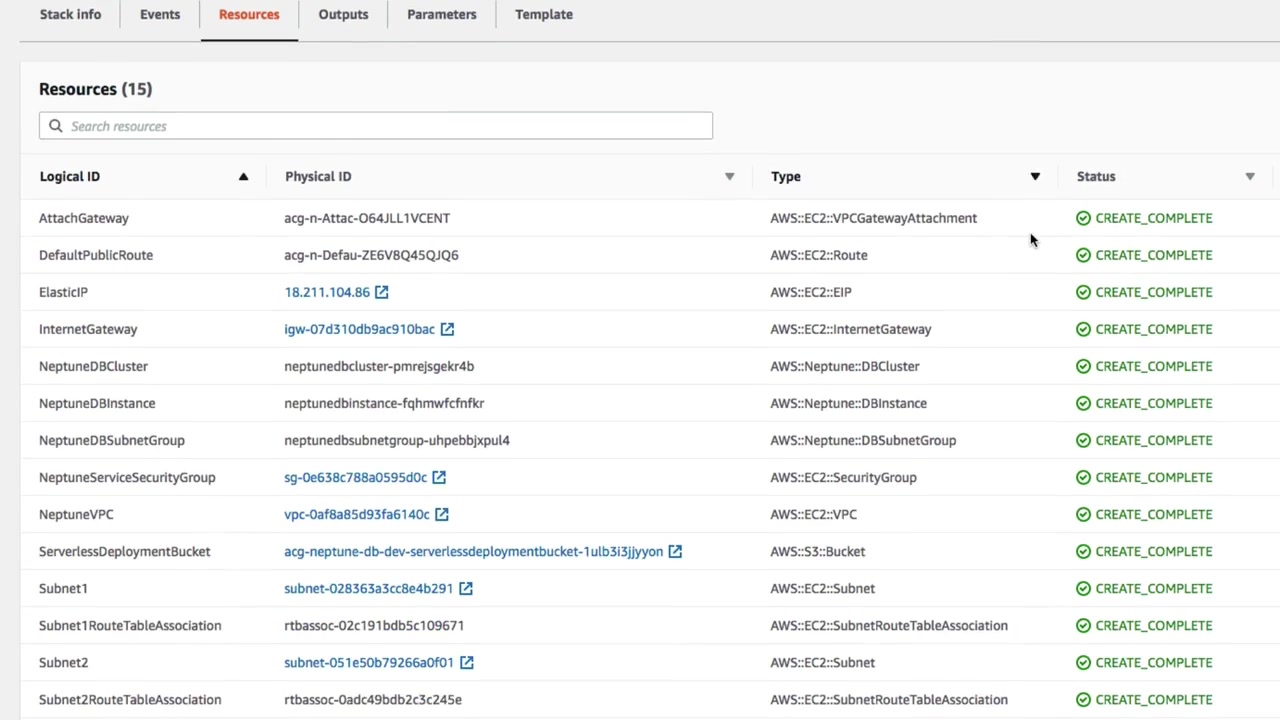 Stack info Events Resources Outputs Parameters Template
Resources (15)
Search resources
Logical ID Physical ID Type Status
AttachGateway acg-n-Attac-O64JLL1VCENT AWS::EC2::VPCGatewayAttachment CREATE_COMPLETE
DefaultPublicRoute acg-n-Defau-ZE6V8Q45QJQ6 AWS::EC2::Route CREATE_COMPLETE
ElasticIP 18.211.104.86 AWS::EC2::EIP CREATE_COMPLETE
InternetGateway igw-07d310db9ac910bac AWS::EC2::InternetGateway CREATE_COMPLETE
NeptuneDBCluster neptunedbcluster-pmrejsgekr4b AWS::Neptune::DBCluster CREATE_COMPLETE
NeptuneDBInstance neptunedbinstance-fqhmwfcfnfkr AWS::Neptune::DBInstance CREATE_COMPLETE
NeptuneDBSubnetGroup neptunedbsubnetgroup-uhpebbjxpul4 AWS::Neptune::DBSubnetGroup CREATE_COMPLETE
NeptuneServiceSecurityGroup sg-0e638c788a0595d0c AWS::EC2::SecurityGroup CREATE_COMPLETE
NeptuneVPC vpc-0af8a85d93fa6140c AWS::EC2::VPC CREATE_COMPLETE
ServerlessDeploymentBucket acg-neptune-db-dev-serverlessdeploymentbucket-1ulb3i3jjyyon AWS::S3::Bucket CREATE_COMPLETE
Subnet1 subnet-028363a3cc8e4b291 AWS::EC2::Subnet CREATE_COMPLETE
Subnet1RouteTableAssociation rtbassoc-02c191bdb5c109671 AWS::EC2::SubnetRouteTableAssociation CREATE_COMPLETE
Subnet2 subnet-051e50b79266a0f01 AWS::EC2::Subnet CREATE_COMPLETE
Subnet2RouteTableAssociation rtbassoc-0adc49bdb2c3c245e AWS::EC2::SubnetRouteTableAssociation CREATE_COMPLETE